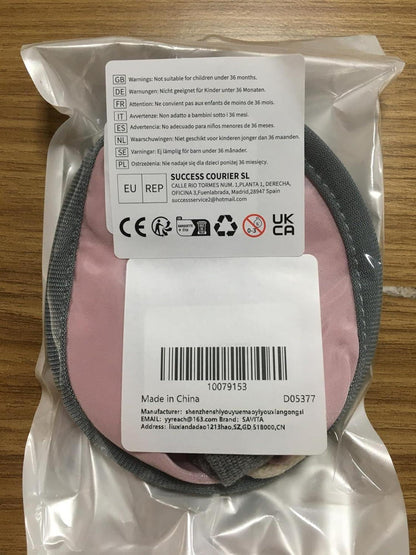 GB Warnings: Not suitable for children under 36 months.
DE Warnungen: Nicht geeignet für Kinder unter 36 Monaten.
FR Attention: Ne convient pas aux enfants de moins de 36 mois.
IT Avvertenze: Non adatto a bambini sotto i 36 mesi.
ES Advertencia: No adecuado para niños menores de 36 meses.
NL Waarschuwingen: Niet geschikt voor kinderen jonger dan 36 maanden.
SE Varningar: Ej lämplig för barn under 36 månader.
PL Ostrzeżenia: Nie nadaje się dla dzieci poniżej 36 miesięcy.
EU REP
SUCCESS COURIER SL
CALLE RIO TORMES NUM. 1,PLANTA 1, DERECHA,
OFICINA 3,Fuenlabrada, Madrid,28947 Spain
successservice2@hotmail.com
CE 0-3 UK CA
10079153
Made in China D05377
Manufacturer: shenzhenshiyouyuemaoyiyouxiangongsi
EMAIL: yyreach@163.com Brand: SAVITA
Address: liuxiandadao1213hao,SZ,GD,518000,CN